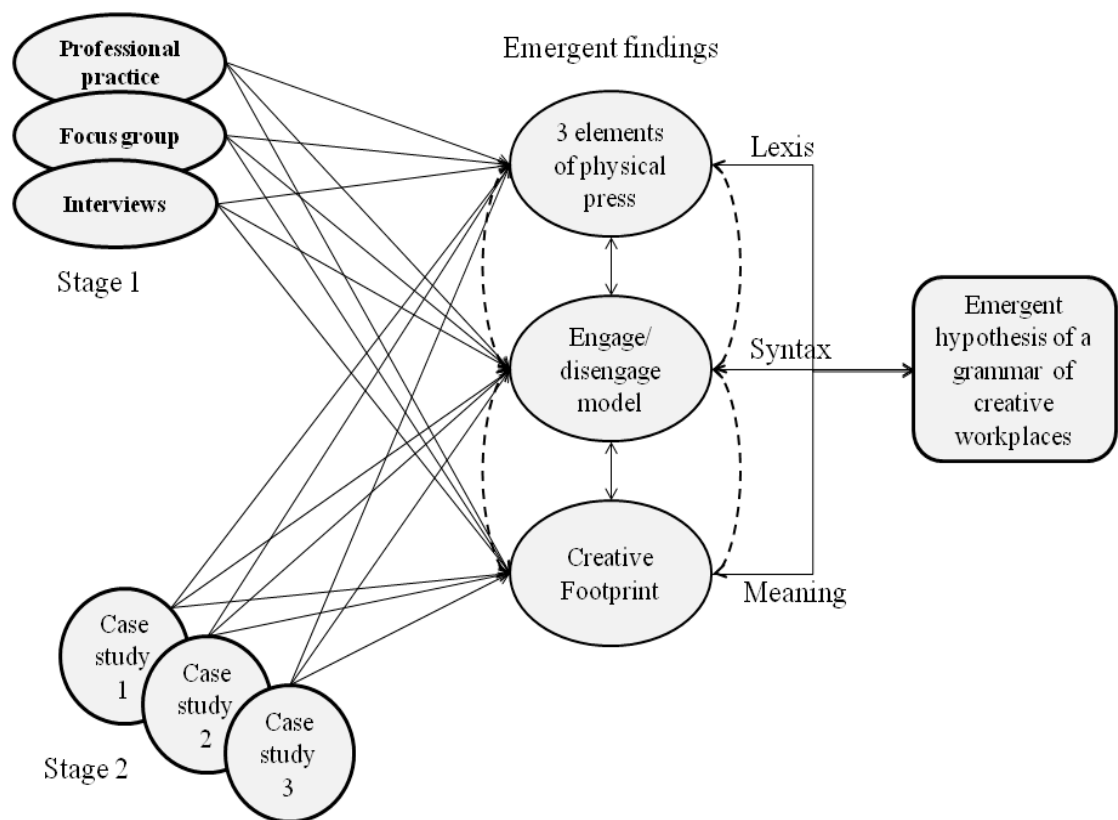 Professional
practice
Focus group
Interviews
Stage 1
Emergent findings
3 elements
of physical
press
Engage/
disengage
model
Creative
Footprint
Lexis
Syntax
Meaning
Emergent
hypothesis of a
grammar of
creative
workplaces
Case
study
1
Case
study
2
Case
study
3
Stage 2